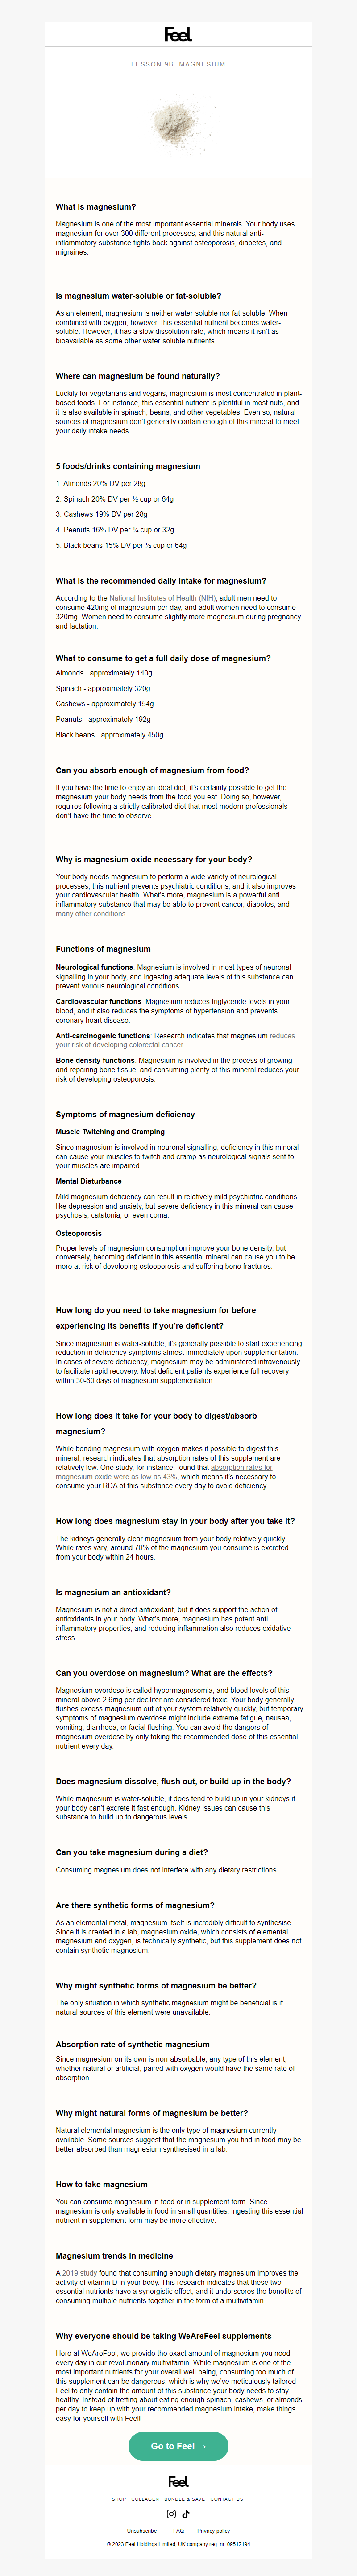 Feel
LESSON 9B: MAGNESIUM
What is magnesium?
Magnesium is one of the most important essential minerals. Your body uses
magnesium for over 300 different processes, and this natural anti-
inflammatory substance fights back against osteoporosis, diabetes, and
migraines.
Is magnesium water-soluble or fat-soluble?
As an element, magnesium is neither water-soluble nor fat-soluble. When
combined with oxygen, however, this essential nutrient becomes water-
soluble. However, it has a slow dissolution rate, which means it isn't as
bioavailable as some other water-soluble nutrients.
Where can magnesium be found naturally?
Luckily for vegetarians and vegans, magnesium is most concentrated in plant-
based foods. For instance, this essential nutrient is plentiful in most nuts, and
it is also available in spinach, beans, and other vegetables. Even so, natural
sources of magnesium don't generally contain enough of this mineral to meet
your daily intake needs.
5 foods/drinks containing magnesium
1. Almonds 20% DV per 28g
2. Spinach 20% DV per ½ cup or 64g
3. Cashews 19% DV per 28g
4. Peanuts 16% DV per ¼ cup or 32g
5. Black beans 15% DV per ½ cup or 64g
What is the recommended daily intake for magnesium?
According to the National Institutes of Health (NIH), adult men need to
consume 420mg of magnesium per day, and adult women need to consume
320mg. Women need to consume slightly more magnesium during pregnancy
and lactation.
What to consume to get a full daily dose of magnesium?
Almonds - approximately 140g
Spinach - approximately 320g
Cashews - approximately 154g
Peanuts - approximately 192g
Black beans - approximately 450g
Can you absorb enough of magnesium from food?
If you have the time to enjoy an ideal diet, it's certainly possible to get the
magnesium your body needs from the food you eat. Doing so, however,
requires following a strictly calibrated diet that most modern professionals
don't have the time to observe.
Why is magnesium oxide necessary for your body?
Your body needs magnesium to perform a wide variety of neurological
processes; this nutrient prevents psychiatric conditions, and it also improves
your cardiovascular health. What's more, magnesium is a powerful anti-
inflammatory substance that may be able to prevent cancer, diabetes, and
many other conditions.
Functions of magnesium
Neurological functions: Magnesium is involved in most types of neuronal
signalling in your body, and ingesting adequate levels of this substance can
prevent various neurological conditions.
Cardiovascular functions: Magnesium reduces triglyceride levels in your
blood, and it also reduces the symptoms of hypertension and prevents
coronary heart disease.
Anti-carcinogenic functions: Research indicates that magnesium reduces
your risk of developing colorectal cancer.
Bone density functions: Magnesium is involved in the process of growing
and repairing bone tissue, and consuming plenty of this mineral reduces your
risk of developing osteoporosis.
Symptoms of magnesium deficiency
Muscle Twitching and Cramping
Since magnesium is involved in neuronal signalling, deficiency in this mineral
can cause your muscles to twitch and cramp as neurological signals sent to
your muscles are impaired.
Mental Disturbance
Mild magnesium deficiency can result in relatively mild psychiatric conditions
like depression and anxiety, but severe deficiency in this mineral can cause
psychosis, catatonia, or even coma.
Osteoporosis
Proper levels of magnesium consumption improve your bone density, but
conversely, becoming deficient in this essential mineral can cause you to be
more at risk of developing osteoporosis and suffering bone fractures.
How long do you need to take magnesium for before
experiencing its benefits if you're deficient?
Since magnesium is water-soluble, it's generally possible to start experiencing
reduction in deficiency symptoms almost immediately upon supplementation.
In cases of severe deficiency, magnesium may be administered intravenously
to facilitate rapid recovery. Most deficient patients experience full recovery
within 30-60 days of magnesium supplementation.
How long does it take for your body to digest/absorb
magnesium?
While bonding magnesium with oxygen makes it possible to digest this
mineral, research indicates that absorption rates of this supplement are
relatively low. One study, for instance, found that absorption rates for
magnesium oxide were as low as 43%, which means it's necessary to
consume your RDA of this substance every day to avoid deficiency.
How long does magnesium stay in your body after you take it?
The kidneys generally clear magnesium from your body relatively quickly.
While rates vary, around 70% of the magnesium you consume is excreted
from your body within 24 hours.
Is magnesium an antioxidant?
Magnesium is not a direct antioxidant, but it does support the action of
antioxidants in your body. What's more, magnesium has potent anti-
inflammatory properties, and reducing inflammation also reduces oxidative
stress.
Can you overdose on magnesium? What are the effects?
Magnesium overdose is called hypermagnesemia, and blood levels of this
mineral above 2.6mg per deciliter are considered toxic. Your body generally
flushes excess magnesium out of your system relatively quickly, but temporary
symptoms of magnesium overdose might include extreme fatigue, nausea,
vomiting, diarrhoea, or facial flushing. You can avoid the dangers of
magnesium overdose by only taking the recommended dose of this essential
nutrient every day.
Does magnesium dissolve, flush out, or build up in the body?
While magnesium is water-soluble, it does tend to build up in your kidneys if
your body can't excrete it fast enough. Kidney issues can cause this
substance to build up to dangerous levels.
Can you take magnesium during a diet?
Consuming magnesium does not interfere with any dietary restrictions.
Are there synthetic forms of magnesium?
As an elemental metal, magnesium itself is incredibly difficult to synthesise.
Since it is created in a lab, magnesium oxide, which consists of elemental
magnesium and oxygen, is technically synthetic, but this supplement does not
contain synthetic magnesium.
Why might synthetic forms of magnesium be better?
The only situation in which synthetic magnesium might be beneficial is if
natural sources of this element were unavailable.
Absorption rate of synthetic magnesium
Since magnesium on its own is non-absorbable, any type of this element,
whether natural or artificial, paired with oxygen would have the same rate of
absorption.
Why might natural forms of magnesium be better?
Natural elemental magnesium is the only type of magnesium currently
available. Some sources suggest that the magnesium you find in food may be
better-absorbed than magnesium synthesised in a lab.
How to take magnesium
You can consume magnesium in food or in supplement form. Since
magnesium is only available in food in small quantities, ingesting this essential
nutrient in supplement form may be more effective.
Magnesium trends in medicine
A 2019 study found that consuming enough dietary magnesium improves the
activity of vitamin D in your body. This research indicates that these two
essential nutrients have a synergistic effect, and it underscores the benefits of
consuming multiple nutrients together in the form of a multivitamin.
Why everyone should be taking WeAreFeel supplements
Here at WeAreFeel, we provide the exact amount of magnesium you need
every day in our revolutionary multivitamin. While magnesium is one of the
most important nutrients for your overall well-being, consuming too much of
this supplement can be dangerous, which is why we've meticulously tailored
Feel to only contain the amount of this substance your body needs to stay
healthy. Instead of fretting about eating enough spinach, cashews, or almonds
per day to keep up with your recommended magnesium intake, make things
easy for yourself with Feel!
Go to Feel →
Feel
SHOP COLLAGEN BUNDLE & SAVE CONTACT US
Unsubscribe FAQ Privacy policy
© 2023 Feel Holdings Limited, UK company reg. nr. 09512194